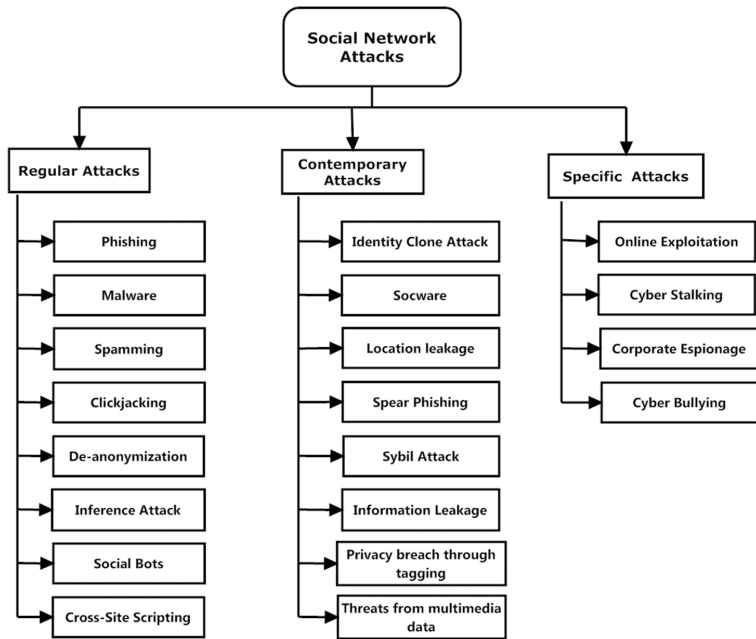 Social Network
Attacks
Regular Attacks
Phishing
Malware
Spamming
Clickjacking
De-anonymization
Inference Attack
Social Bots
Cross-Site Scripting
Contemporary
Attacks
Identity Clone Attack
Socware
Location leakage
Spear Phishing
Sybil Attack
Information Leakage
Privacy breach through
tagging
Threats from multimedia
data
Specific Attacks
Online Exploitation
Cyber Stalking
Corporate Espionage
Cyber Bullying